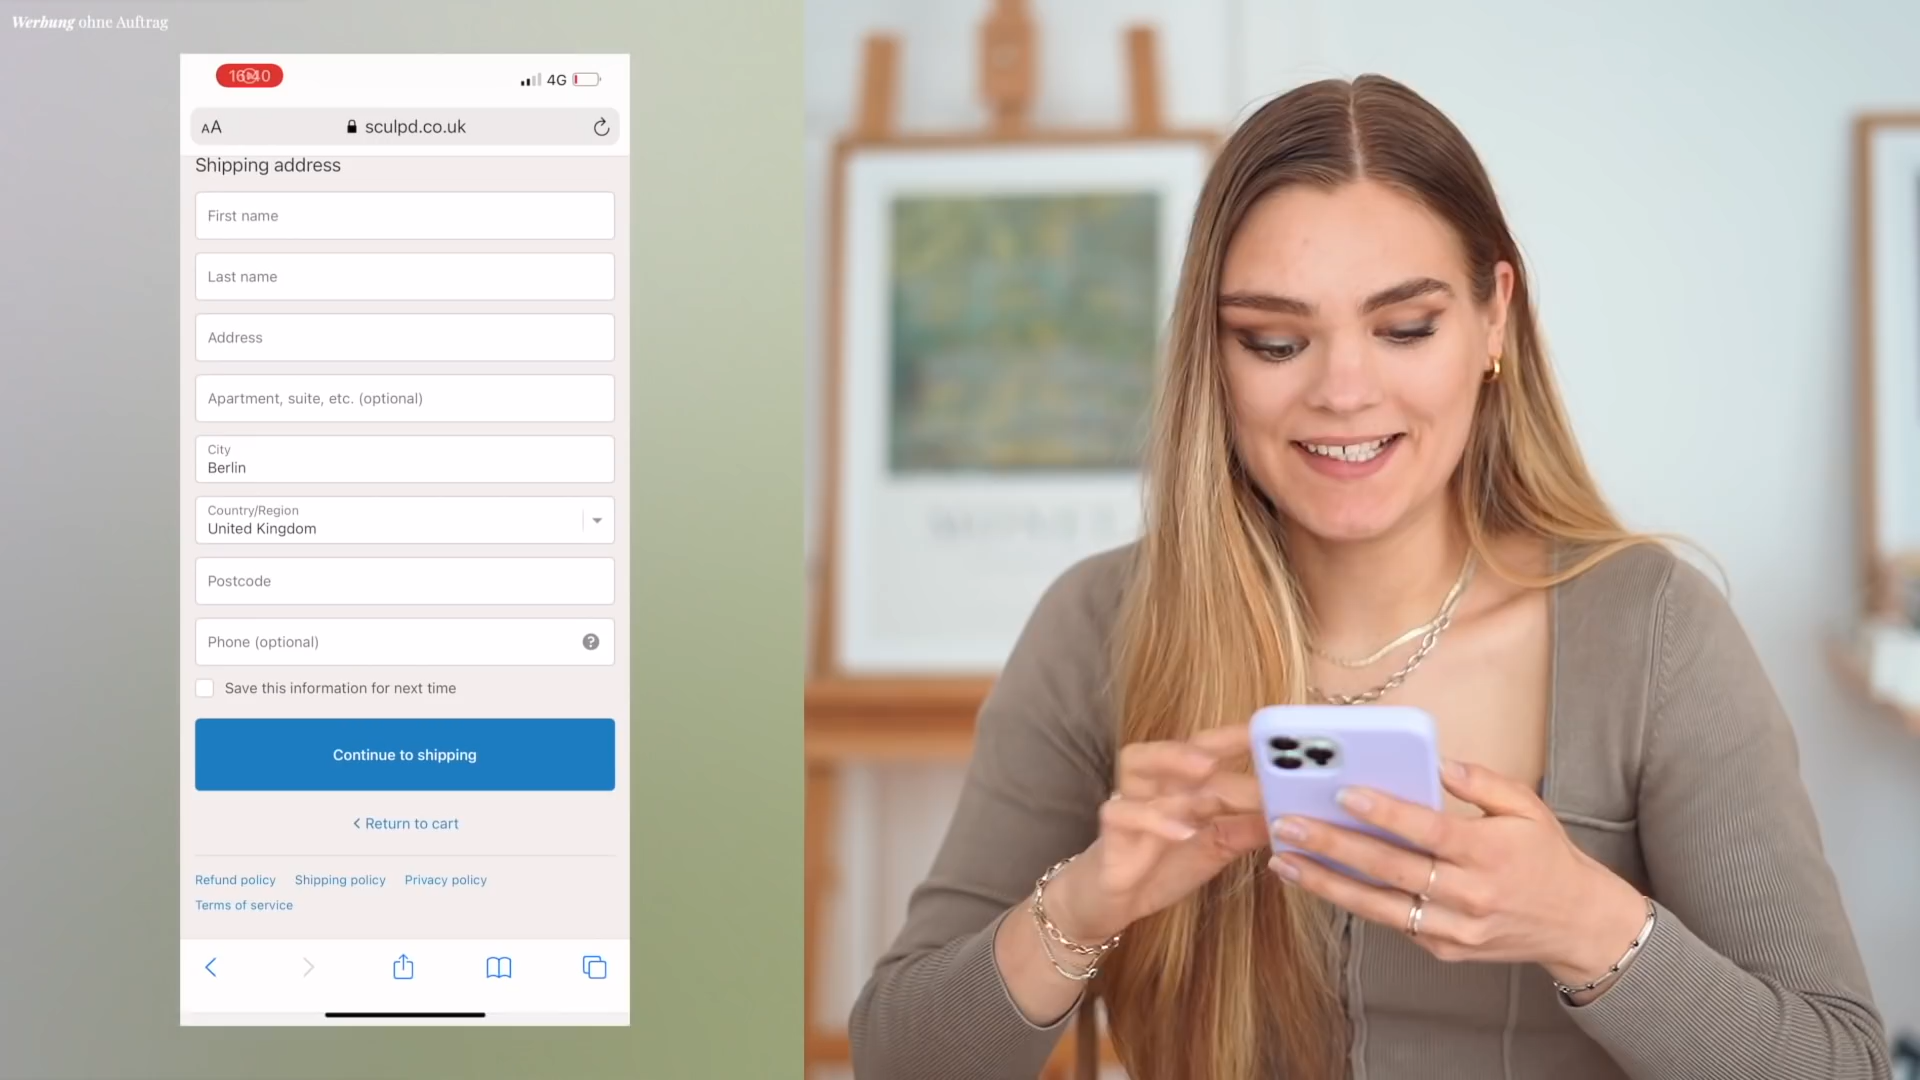 Werbung ohne Auftrag
16:40
4G
AA
sculpd.co.uk
Shipping address
First name
Last name
Address
Apartment, suite, etc. (optional)
City
Berlin
Country/Region
United Kingdom
Postcode
Phone (optional)
?
Save this information for next time
Continue to shipping
< Return to cart
Refund policy Shipping policy Privacy policy
Terms of service